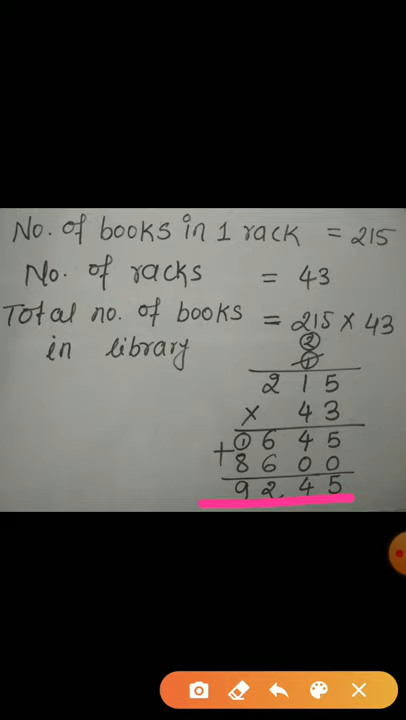 No. of books in 1 rack = 215
No. of racks = 43
Total no. of books = 215 × 43
in library
2
1
2 1 5
× 4 3
1 6 4 5
+ 8 6 0 0
9 2 4 5